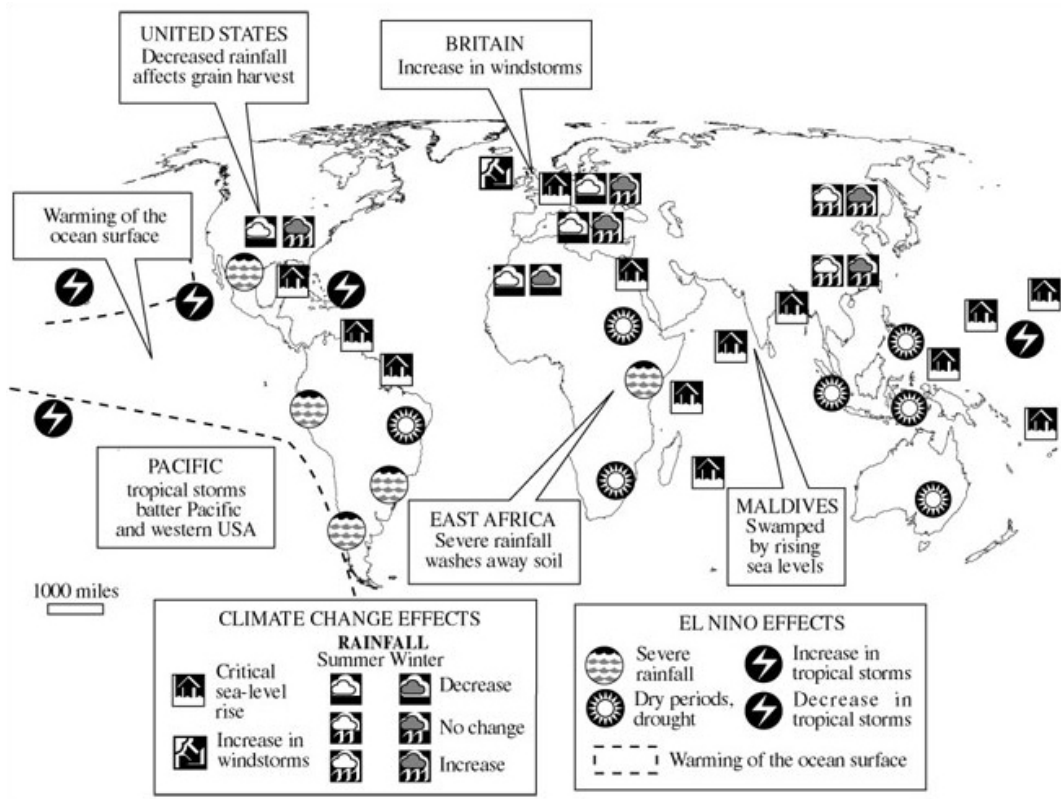 UNITED STATES
Decreased rainfall
affects grain harvest
BRITAIN
Increase in windstorms
Warming of the
ocean surface
PACIFIC
tropical storms
batter Pacific
and western USA
EAST AFRICA
Severe rainfall
washes away soil
MALDIVES
Swamped
by rising
sea levels
1000 miles
CLIMATE CHANGE EFFECTS
RAINFALL
Summer Winter
Critical
sea-level
rise
Increase in
windstorms
Decrease
No change
Increase
EL NINO EFFECTS
Severe
rainfall
Increase in
tropical storms
Dry periods,
drought
Decrease in
tropical storms
Warming of the ocean surface